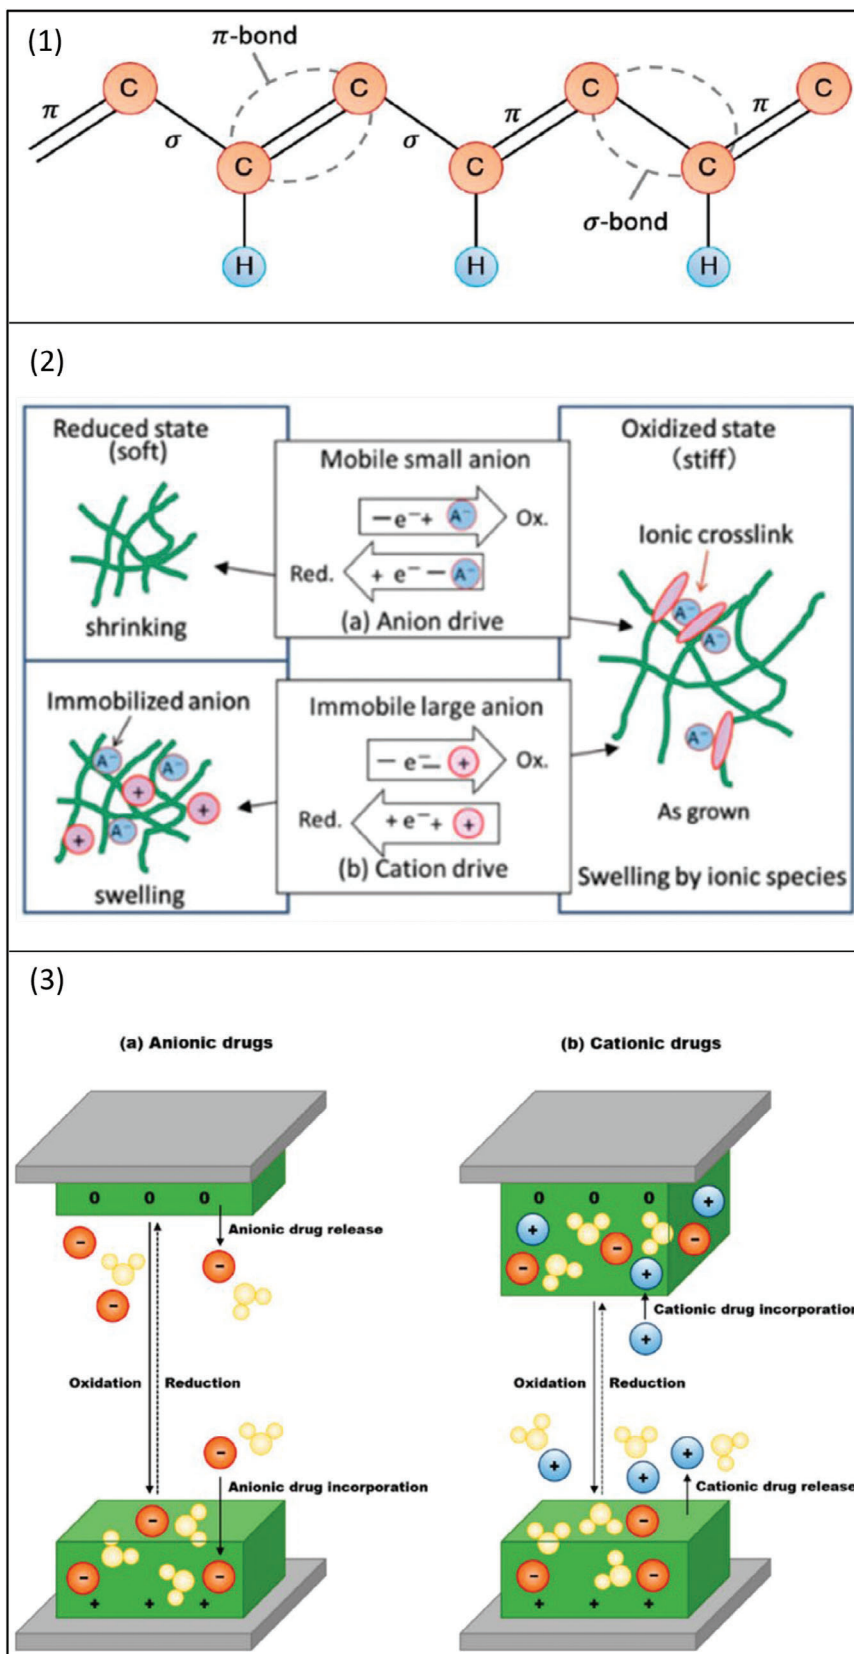 (1)
π-bond
C C C C
π σ σ π π
C C C
σ-bond
H H H
(2)
Reduced state
(soft)
shrinking
Mobile small anion
−e⁻+ A⁻ Ox.
Red. + e⁻ − A⁻
(a) Anion drive
Oxidized state
(stiff)
Ionic crosslink
A⁻
A⁻
A⁻
As grown
Swelling by ionic species
Immobilized anion
A⁻ A⁻
+ +
+ A⁻
swelling
Immobile large anion
− e⁻− + Ox.
Red. + e⁻ + +
(b) Cation drive
(3)
(a) Anionic drugs
0 0 0
Anionic drug release
- -
-
Oxidation Reduction
-
Anionic drug incorporation
-
- -
+ + +
(b) Cationic drugs
0 0 0 +
+ - -
- +
Cationic drug incorporation
+
Oxidation Reduction
+ + +
Cationic drug release
-
- -
+ + +